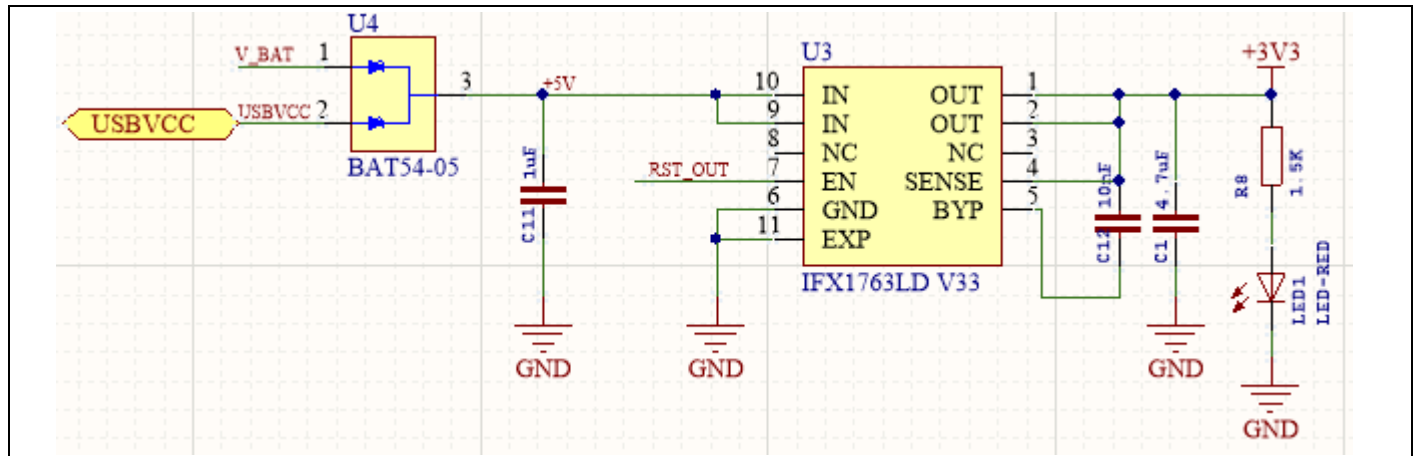 U4
V_BAT 1
USBVCC
USBVCC 2
3
+5V
BAT54-05
C11 1uF
GND
RST_OUT
U3
10 IN OUT 1
9 IN OUT 2
8 NC NC 3
7 EN SENSE 4
6 GND BYP 5
11 EXP
IFX1763LD V33
GND
C12 10nF
C1 4.7uF
GND
+3V3
R8 1.5K
LED1
LED-RED
GND